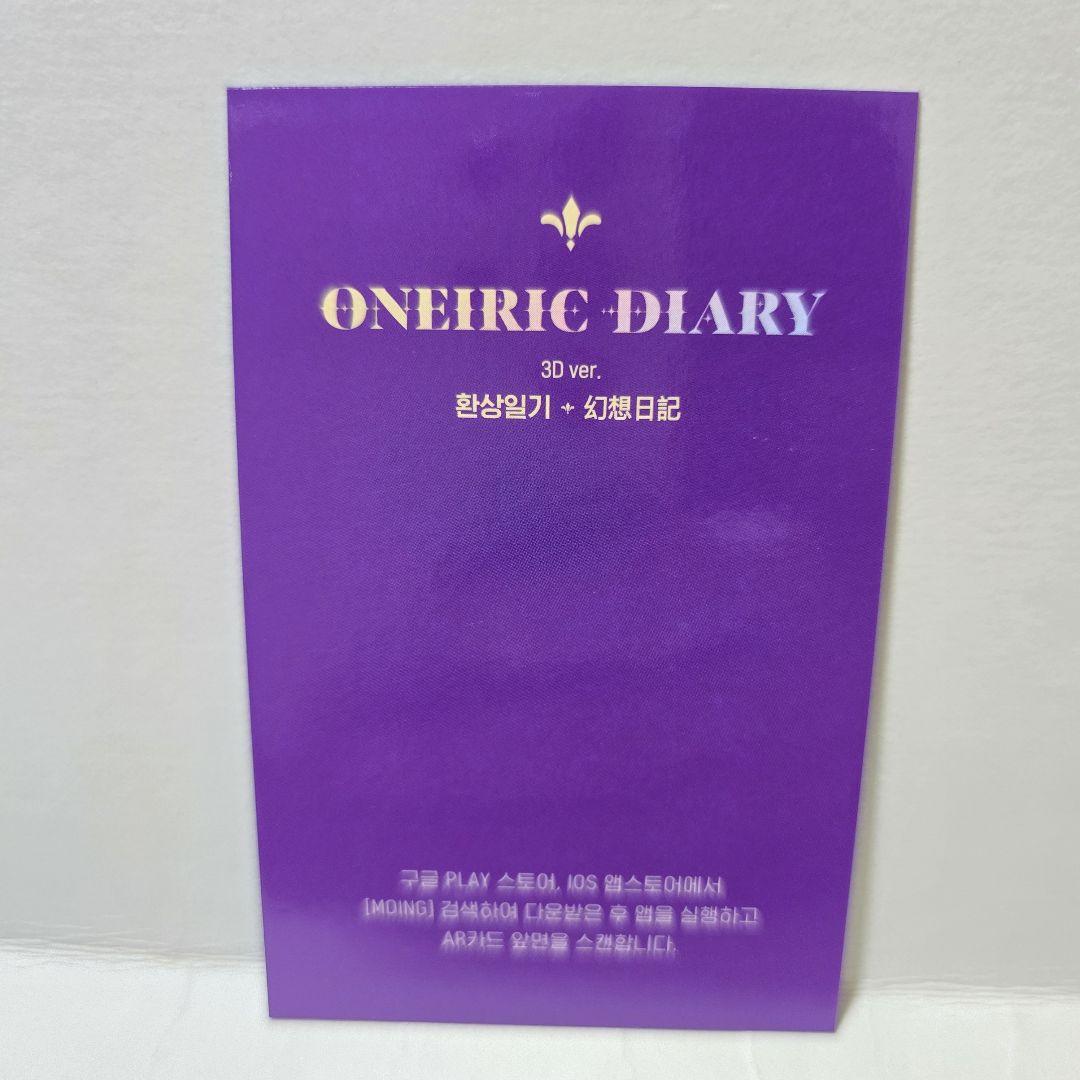 ONEIRIC DIARY
3D ver.
환상일기 幻想日記
구글 PLAY 스토어, IOS 앱스토어에서
[MOING] 검색하여 다운받은 후 앱을 실행하고
AR카드 앞면을 스캔합니다.